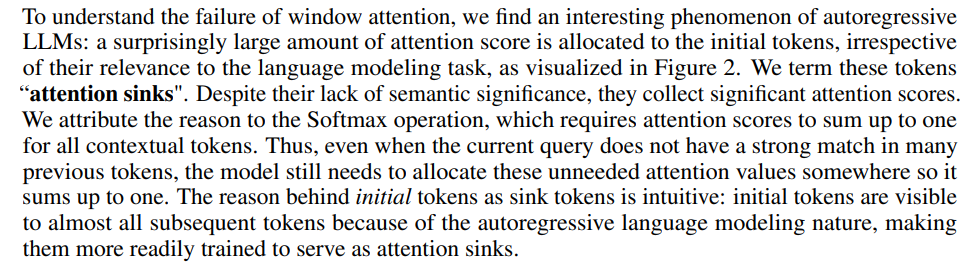 To understand the failure of window attention, we find an interesting phenomenon of autoregressive
LLMs: a surprisingly large amount of attention score is allocated to the initial tokens, irrespective
of their relevance to the language modeling task, as visualized in Figure 2. We term these tokens
“attention sinks". Despite their lack of semantic significance, they collect significant attention scores.
We attribute the reason to the Softmax operation, which requires attention scores to sum up to one
for all contextual tokens. Thus, even when the current query does not have a strong match in many
previous tokens, the model still needs to allocate these unneeded attention values somewhere so it
sums up to one. The reason behind initial tokens as sink tokens is intuitive: initial tokens are visible
to almost all subsequent tokens because of the autoregressive language modeling nature, making
them more readily trained to serve as attention sinks.